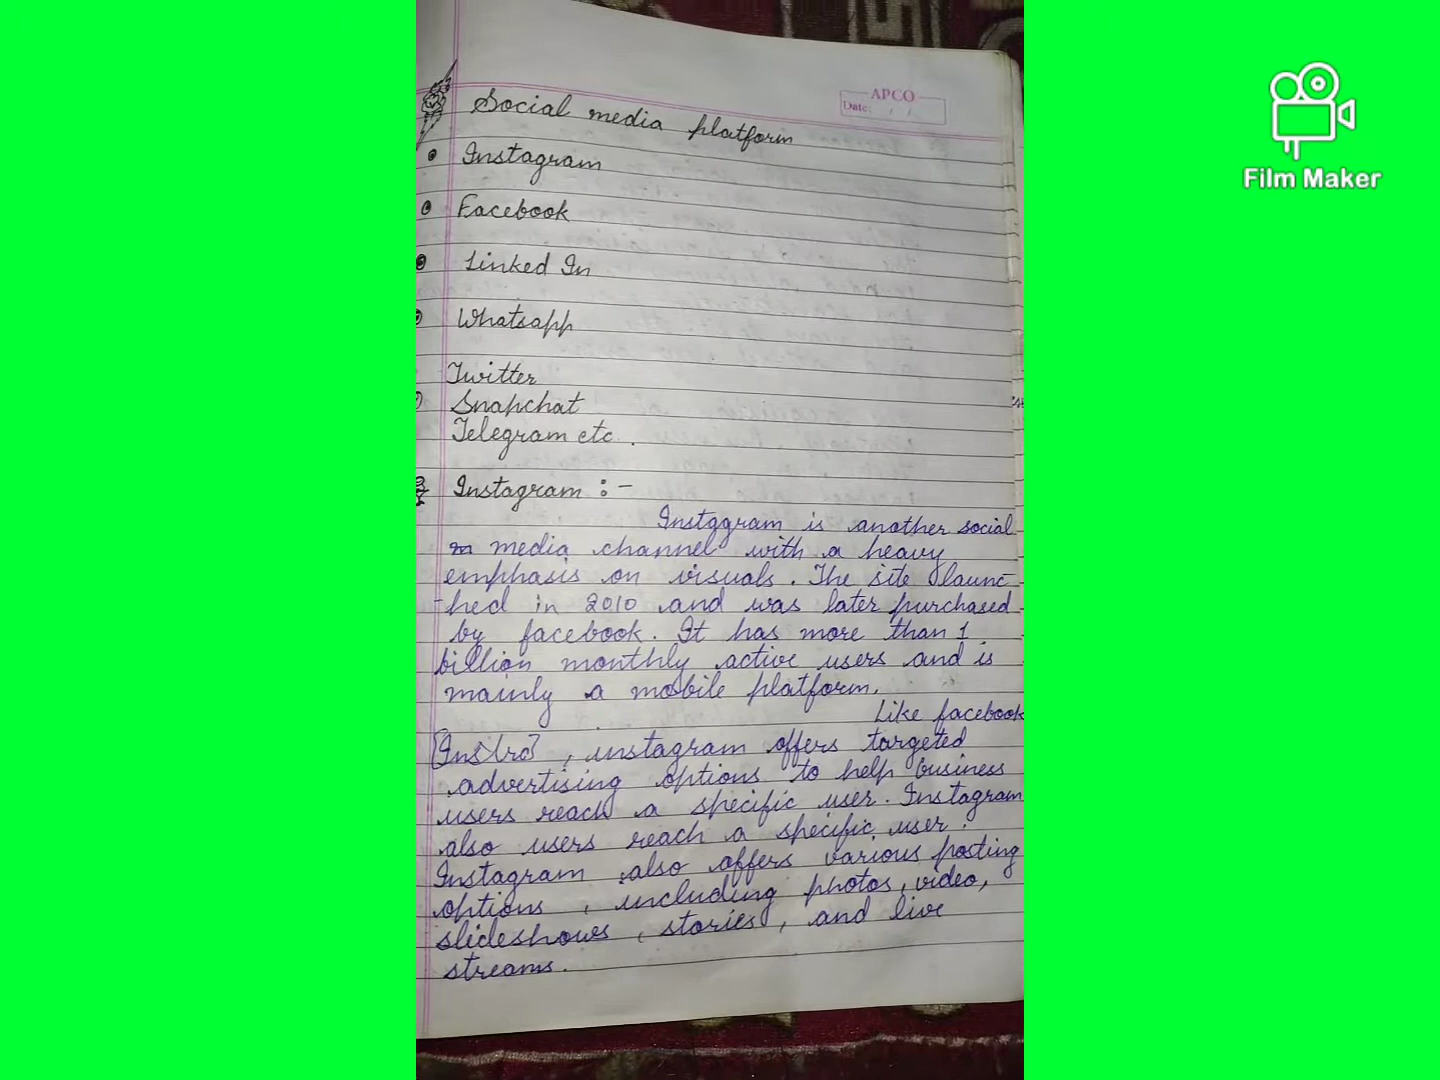 APCO
Date:
Social media platform
Instagram
Facebook
Linked In
Whatsapp
Twitter
Snapchat
Telegram etc.
Instagram :-
Instagram is another social
m media channel with a heavy
emphasis on visuals. The site launc-
-hed in 2010 and was later purchased
by facebook. It has more than 1
billion monthly active users and is
mainly a mobile platform.
Like facebook
[Instro], instagram offers targeted
advertising options to help business
users reach a specific user. Instagram
also users reach a specific user.
Instagram also offers various posting
options, including photos, video,
slideshows, stories, and live
streams.
Film Maker